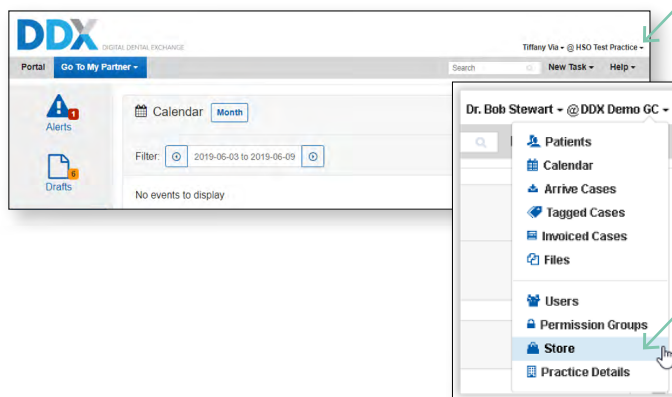 DDX DIGITAL DENTAL EXCHANGE
Tiffany Via @ HSO Test Practice
Portal Go To My Partner Search New Task Help
1
Alerts
Calendar Month
Filter: 2019-06-03 to 2019-06-09
6
Drafts
No events to display
Dr. Bob Stewart @ DDX Demo GC
Patients
Calendar
Arrive Cases
Tagged Cases
Invoiced Cases
Files
Users
Permission Groups
Store
Practice Details